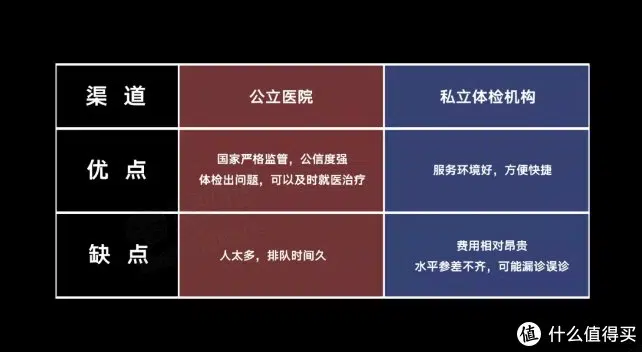 渠 道
公立医院
私立体检机构
优 点
国家严格监管，公信度强
体检出问题，可以及时就医治疗
服务环境好，方便快捷
缺 点
人太多，排队时间久
费用相对昂贵
水平参差不齐，可能漏诊误诊
值 什么值得买